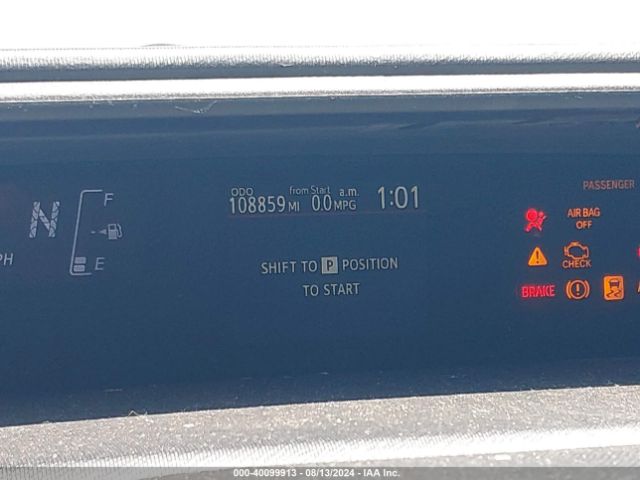 N
F
E
PH
ODO
from Start
a.m.
108859 MI 0.0 MPG 1:01
SHIFT TO P POSITION
TO START
PASSENGER
AIR BAG
OFF
CHECK
BRAKE
000-40099913 - 08/13/2024 - IAA Inc.